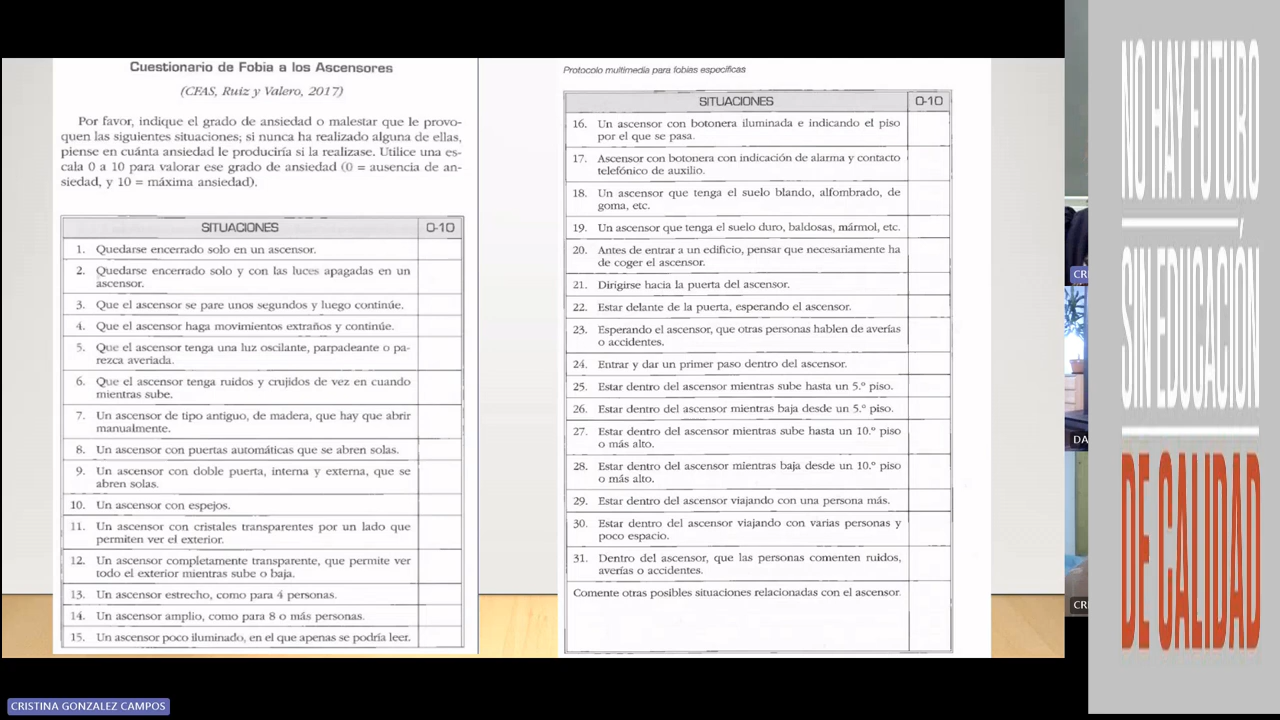 Cuestionario de Fobia a los Ascensores
(CFAS, Ruiz y Valero, 2017)
Por favor, indique el grado de ansiedad o malestar que le provo-
quen las siguientes situaciones; si nunca ha realizado alguna de ellas,
piense en cuánta ansiedad le produciría si la realizase. Utilice una es-
cala 0 a 10 para valorar ese grado de ansiedad (0 = ausencia de an-
siedad, y 10 = máxima ansiedad).
SITUACIONES 0-10
1. Quedarse encerrado solo en un ascensor.
2. Quedarse encerrado solo y con las luces apagadas en un
ascensor.
3. Que el ascensor se pare unos segundos y luego continúe.
4. Que el ascensor haga movimientos extraños y continúe.
5. Que el ascensor tenga una luz oscilante, parpadeante o pa-
rezca averiada.
6. Que el ascensor tenga ruidos y crujidos de vez en cuando
mientras sube.
7. Un ascensor de tipo antiguo, de madera, que hay que abrir
manualmente.
8. Un ascensor con puertas automáticas que se abren solas.
9. Un ascensor con doble puerta, interna y externa, que se
abren solas.
10. Un ascensor con espejos.
11. Un ascensor con cristales transparentes por un lado que
permiten ver el exterior.
12. Un ascensor completamente transparente, que permite ver
todo el exterior mientras sube o baja.
13. Un ascensor estrecho, como para 4 personas.
14. Un ascensor amplio, como para 8 o más personas.
15. Un ascensor poco iluminado, en el que apenas se podría leer.
Protocolo multimedia para fobias específicas
SITUACIONES 0-10
16. Un ascensor con botonera iluminada e indicando el piso
por el que se pasa.
17. Ascensor con botonera con indicación de alarma y contacto
telefónico de auxilio.
18. Un ascensor que tenga el suelo blando, alfombrado, de
goma, etc.
19. Un ascensor que tenga el suelo duro, baldosas, mármol, etc.
20. Antes de entrar a un edificio, pensar que necesariamente ha
de coger el ascensor.
21. Dirigirse hacia la puerta del ascensor.
22. Estar delante de la puerta, esperando el ascensor.
23. Esperando el ascensor, que otras personas hablen de averías
o accidentes.
24. Entrar y dar un primer paso dentro del ascensor.
25. Estar dentro del ascensor mientras sube hasta un 5.º piso.
26. Estar dentro del ascensor mientras baja desde un 5.º piso.
27. Estar dentro del ascensor mientras sube hasta un 10.º piso
o más alto.
28. Estar dentro del ascensor mientras baja desde un 10.º piso
o más alto.
29. Estar dentro del ascensor viajando con una persona más.
30. Estar dentro del ascensor viajando con varias personas y
poco espacio.
31. Dentro del ascensor, que las personas comenten ruidos,
averías o accidentes.
Comente otras posibles situaciones relacionadas con el ascensor.
CRISTINA GONZALEZ CAMPOS
CR
DA
CR
NO HAY FUTURO
SIN EDUCACIÓN
DE CALIDAD